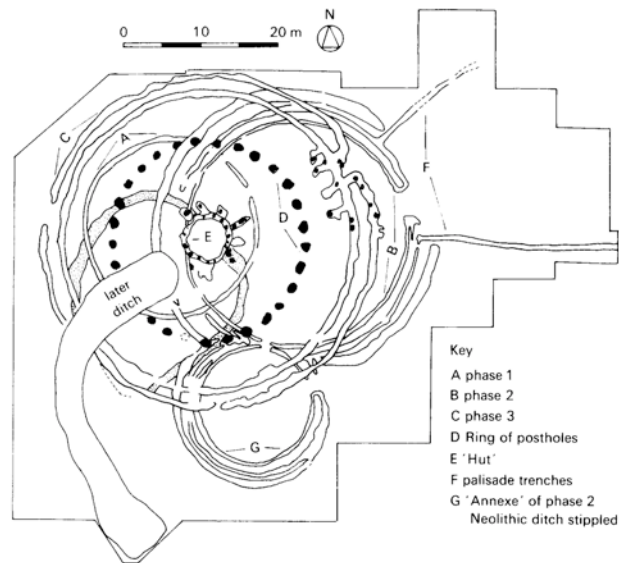 0 10 20 m
N
C
A
F
D
E
B
later
ditch
G
Key
A phase 1
B phase 2
C phase 3
D Ring of postholes
E 'Hut'
F palisade trenches
G 'Annexe' of phase 2
Neolithic ditch stippled